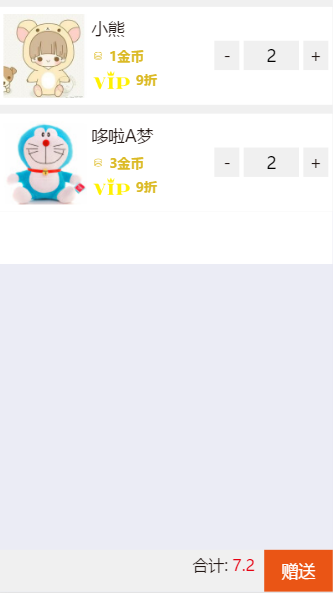 小熊
1金币
- 2 +
VIP 9折
哆啦A梦
3金币
- 2 +
VIP 9折
合计: 7.2
赠送